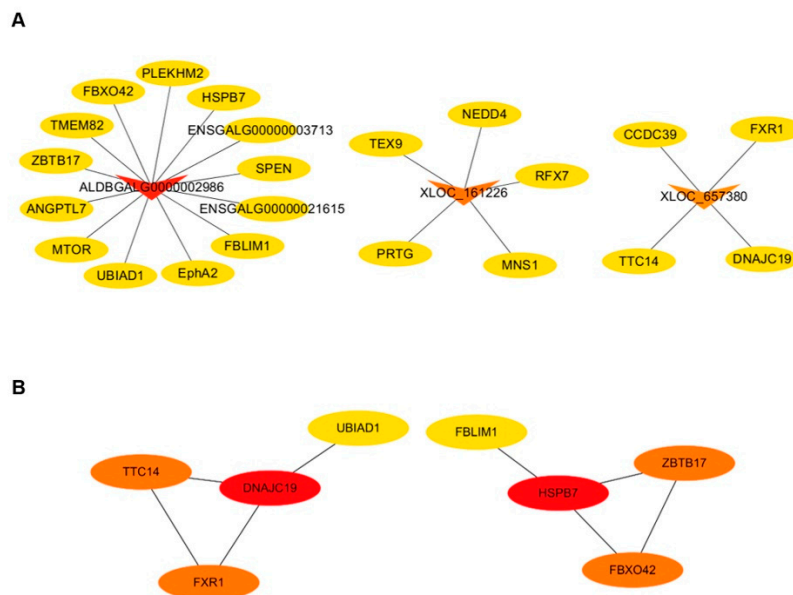 A
PLEKHM2
FBXO42
HSPB7
TMEM82
ENSGALG00000003713
ZBTB17
SPEN
ALDBGALG0000002986
ANGPTL7
ENSGALG00000021615
MTOR
FBLIM1
UBIAD1
EphA2
NEDD4
TEX9
RFX7
XLOC_161226
PRTG
MNS1
CCDC39
FXR1
XLOC_657380
TTC14
DNAJC19
B
UBIAD1
TTC14
DNAJC19
FXR1
FBLIM1
ZBTB17
HSPB7
FBXO42